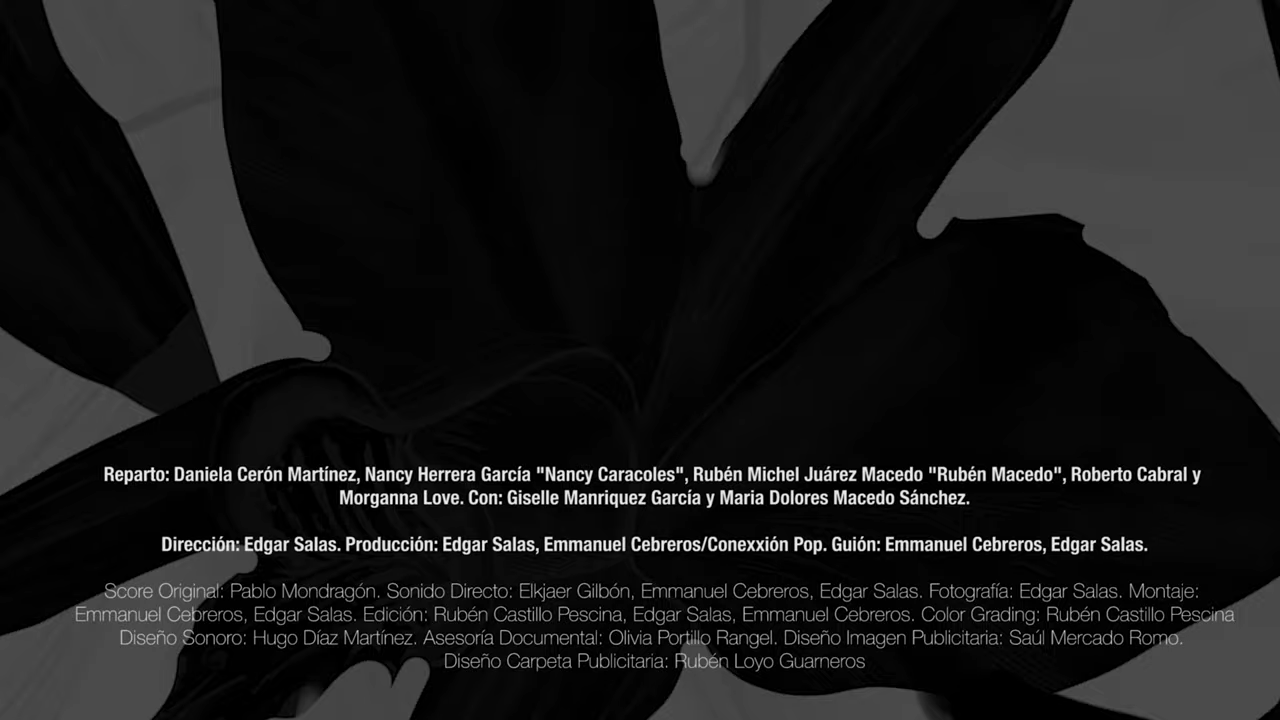 Reparto: Daniela Cerón Martínez, Nancy Herrera García "Nancy Caracoles", Rubén Michel Juárez Macedo "Rubén Macedo", Roberto Cabral y
Morganna Love. Con: Giselle Manriquez García y Maria Dolores Macedo Sánchez.
Dirección: Edgar Salas. Producción: Edgar Salas, Emmanuel Cebreros/Conexxión Pop. Guión: Emmanuel Cebreros, Edgar Salas.
Score Original: Pablo Mondragón. Sonido Directo: Elkjaer Gilbón, Emmanuel Cebreros, Edgar Salas. Fotografía: Edgar Salas. Montaje:
Emmanuel Cebreros, Edgar Salas. Edición: Rubén Castillo Pescina, Edgar Salas, Emmanuel Cebreros. Color Grading: Rubén Castillo Pescina
Diseño Sonoro: Hugo Díaz Martínez. Asesoría Documental: Olivia Portillo Rangel. Diseño Imagen Publicitaria: Saúl Mercado Romo.
Diseño Carpeta Publicitaria: Rubén Loyo Guarneros